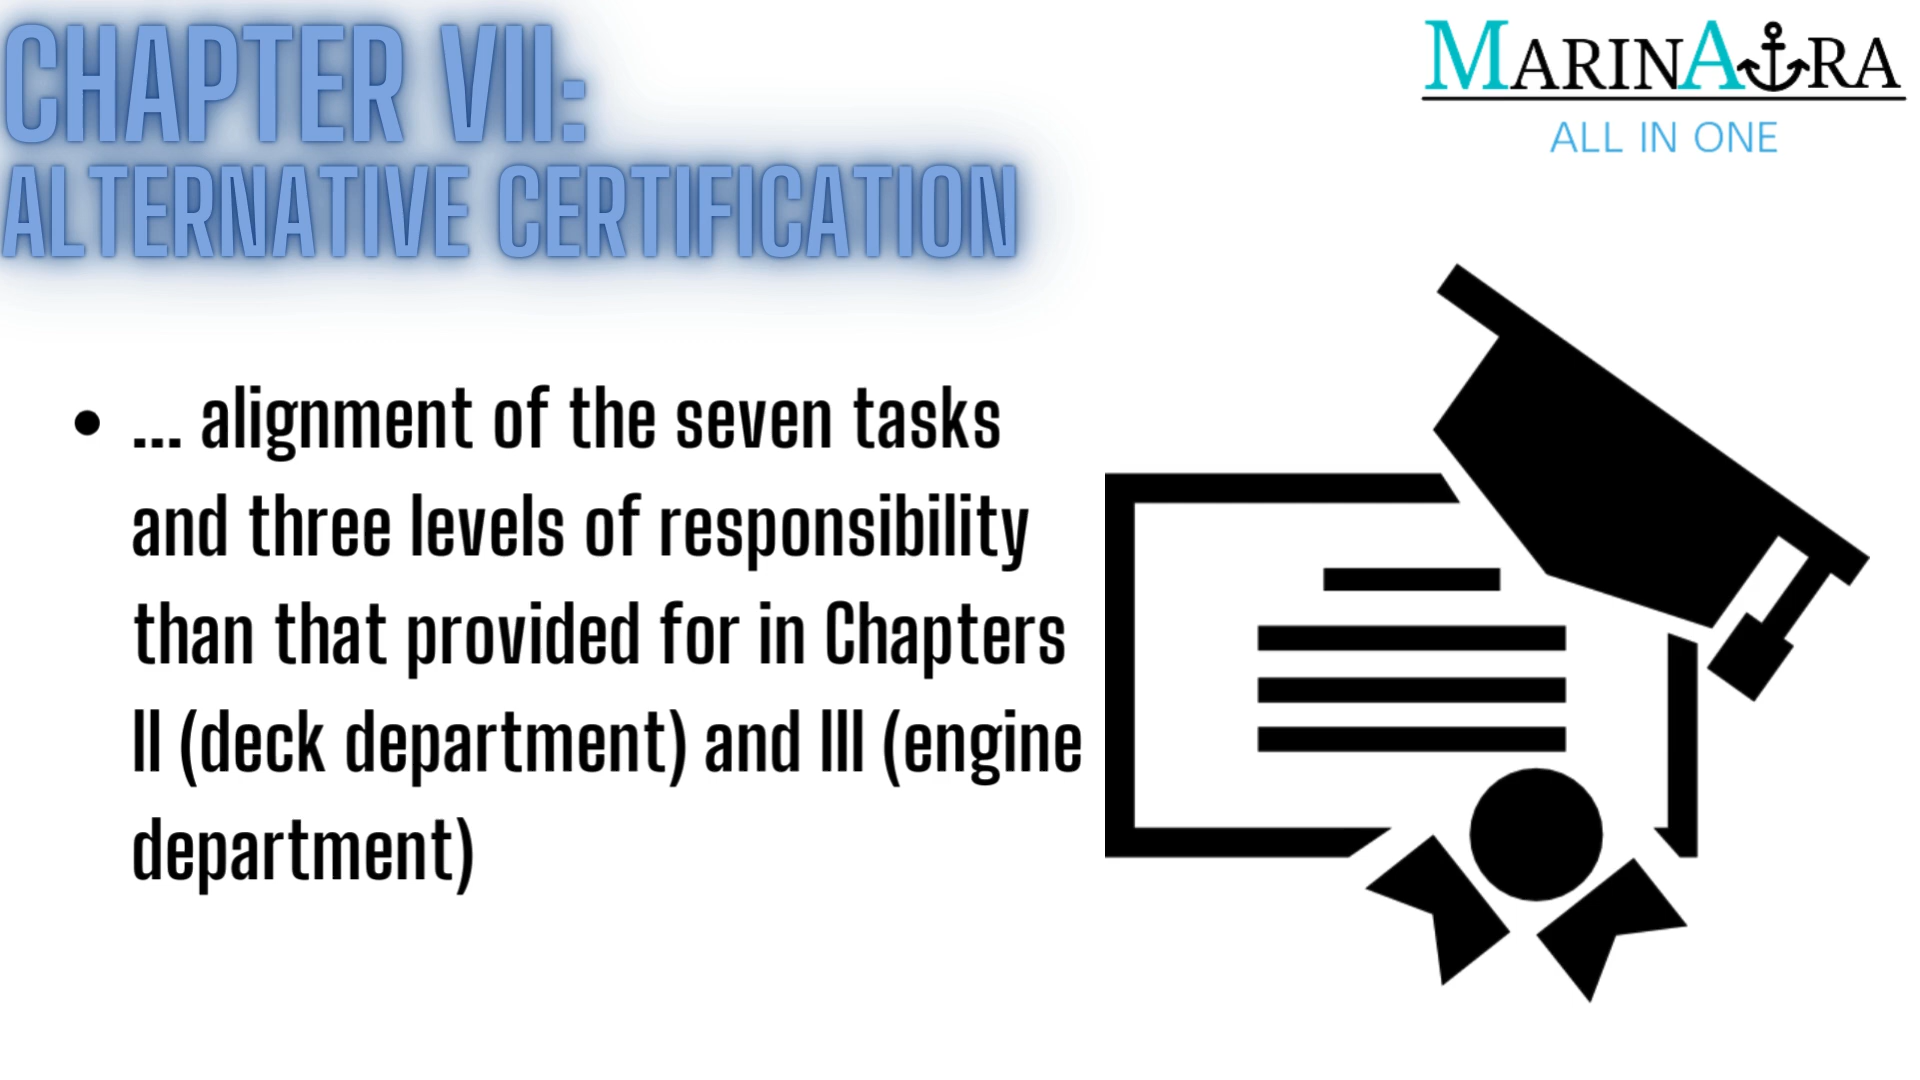 CHAPTER VII:
ALTERNATIVE CERTIFICATION
MARINAURA
ALL IN ONE
• ... alignment of the seven tasks
and three levels of responsibility
than that provided for in Chapters
II (deck department) and III (engine
department)